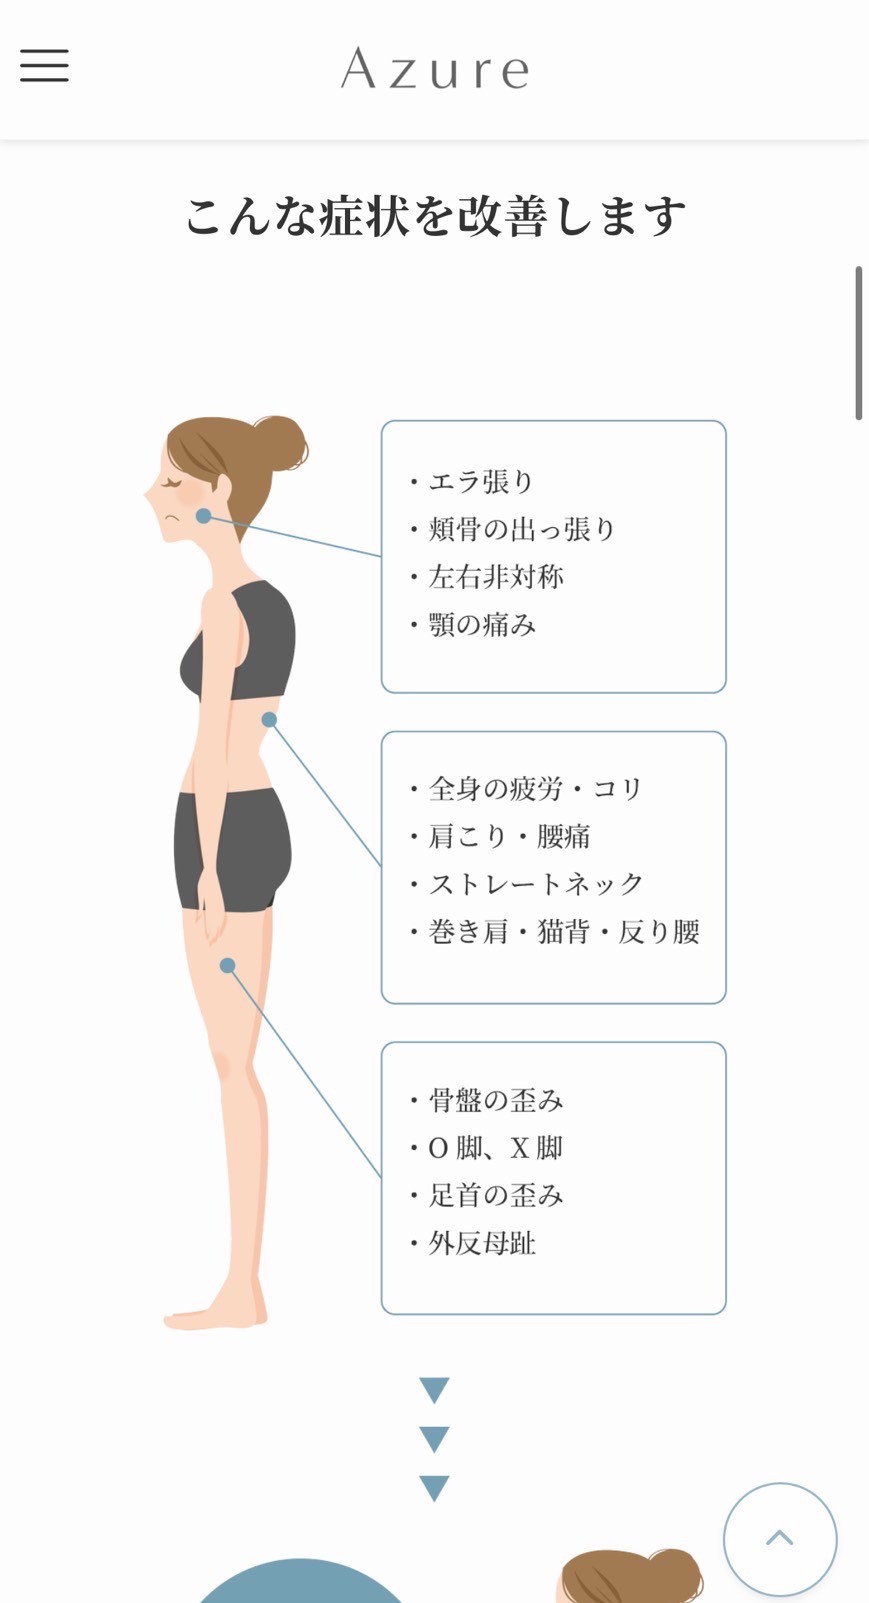 Azure
こんな症状を改善します
・エラ張り
・頬骨の出っ張り
・左右非対称
・顎の痛み
・全身の疲労・コリ
・肩こり・腰痛
・ストレートネック
・巻き肩・猫背・反り腰
・骨盤の歪み
・O 脚、X 脚
・足首の歪み
・外反母趾